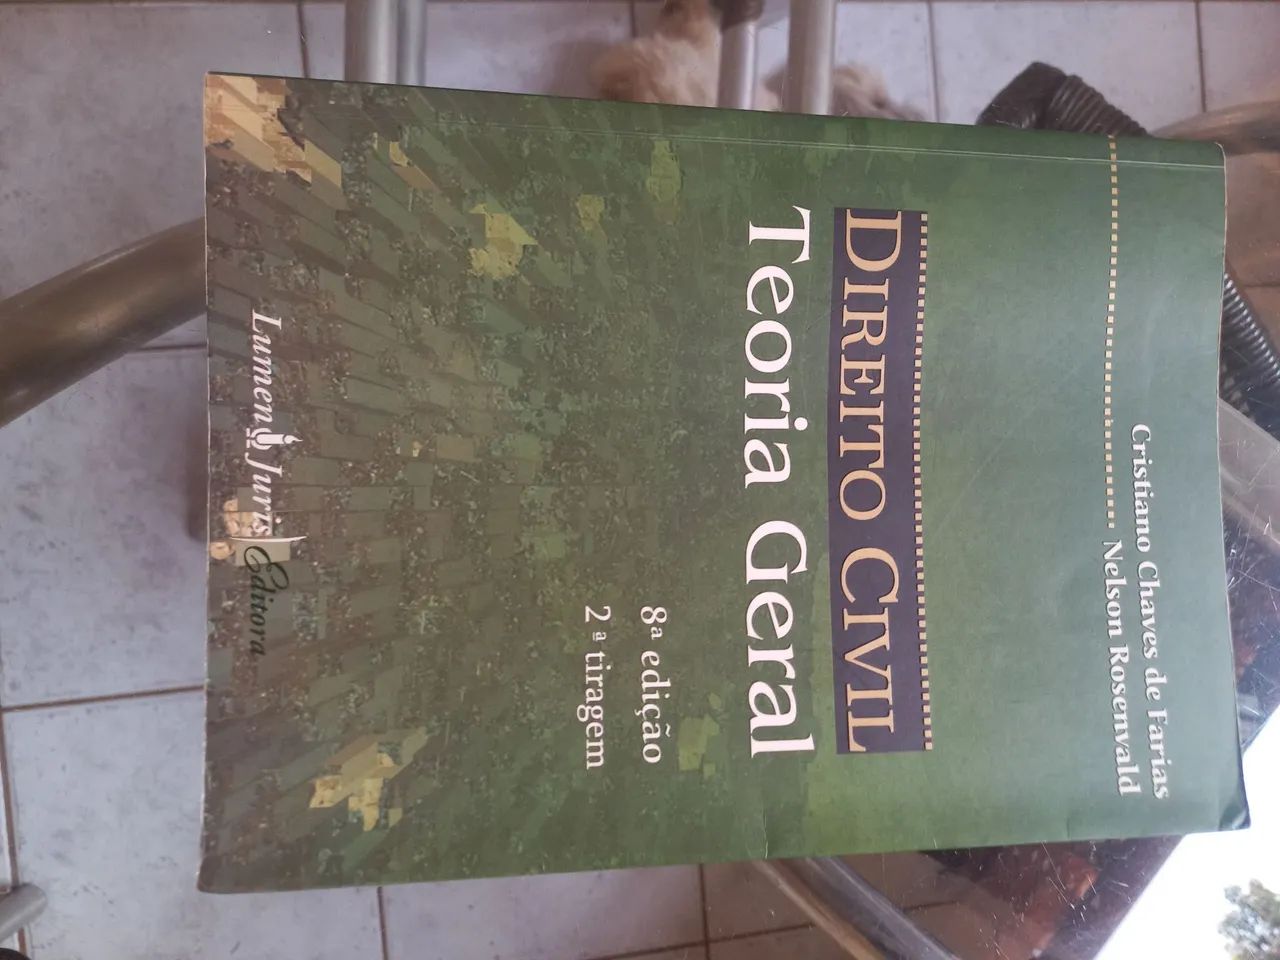 Cristiano Chaves de Farias
Nelson Rosenvald
DIREITO CIVIL
Teoria Geral
8ª edição
2ª tiragem
Lumen Juris Editora